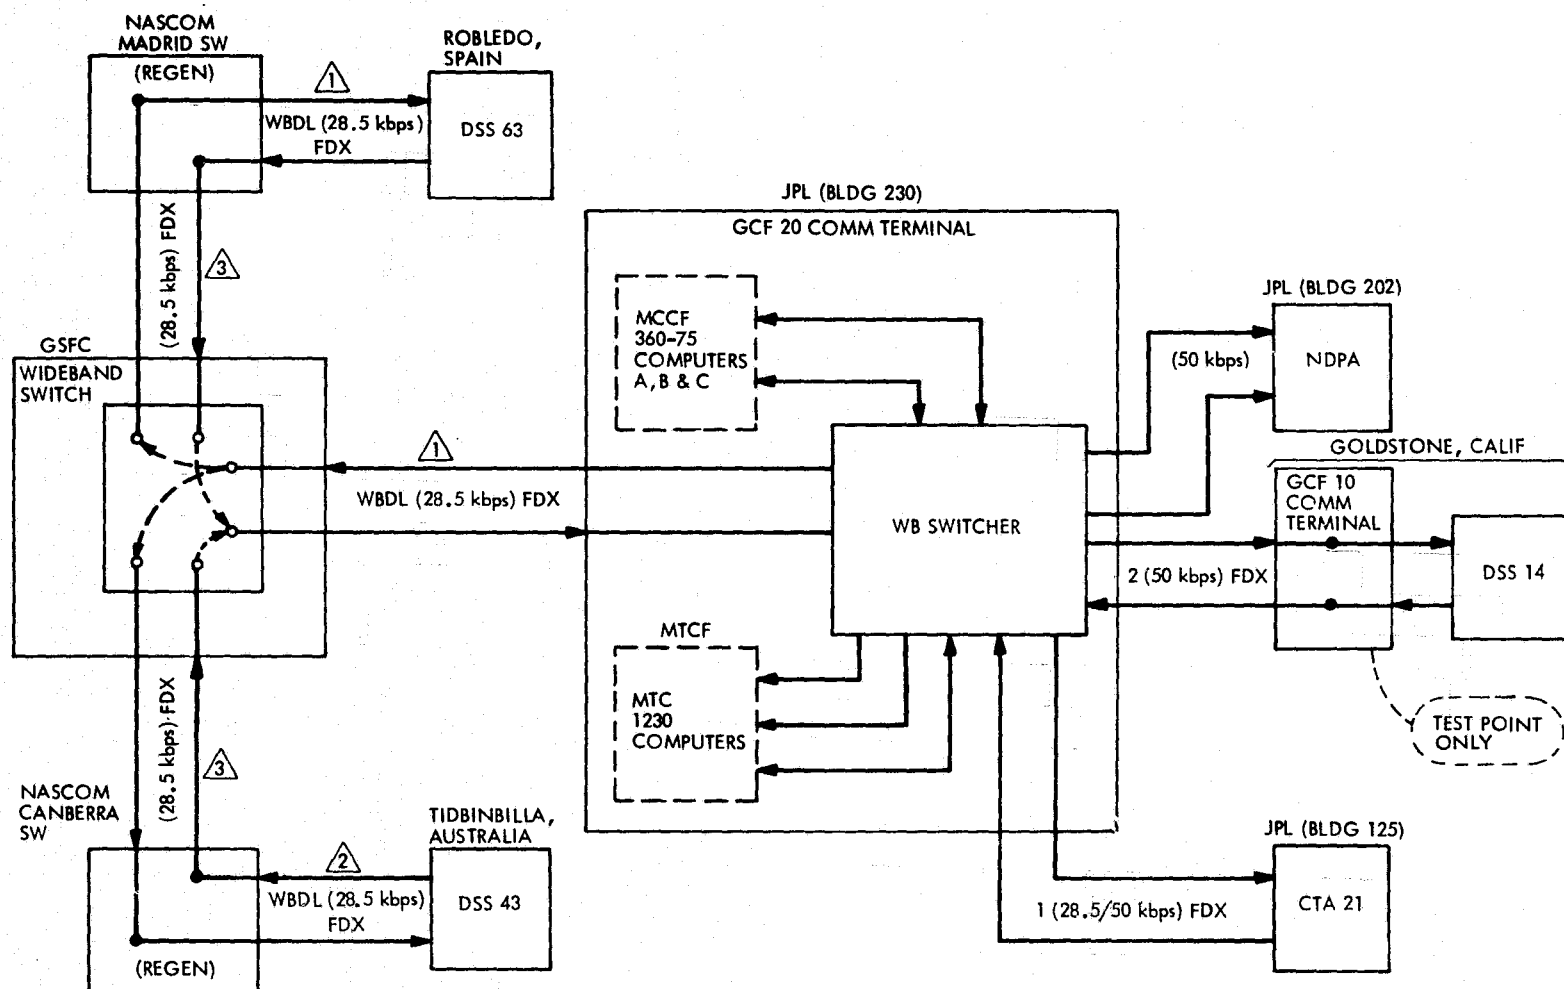 NASCOM
MADRID SW
(REGEN)
ROBLEDO,
SPAIN
1
WBDL (28.5 kbps)
FDX
DSS 63
(28.5 kbps) FDX
3
GSFC
WIDEBAND
SWITCH
JPL (BLDG 230)
GCF 20 COMM TERMINAL
MCCF
360-75
COMPUTERS
A, B & C
1
WBDL (28.5 kbps) FDX
WB SWITCHER
JPL (BLDG 202)
(50 kbps)
NDPA
GOLDSTONE, CALIF
GCF 10
COMM
TERMINAL
2 (50 kbps) FDX
DSS 14
TEST POINT
ONLY
MTCF
MTC
1230
COMPUTERS
(28.5 kbps) FDX
3
NASCOM
CANBERRA
SW
(REGEN)
TIDBINBILLA,
AUSTRALIA
2
WBDL (28.5 kbps)
FDX
DSS 43
JPL (BLDG 125)
1 (28.5/50 kbps) FDX
CTA 21